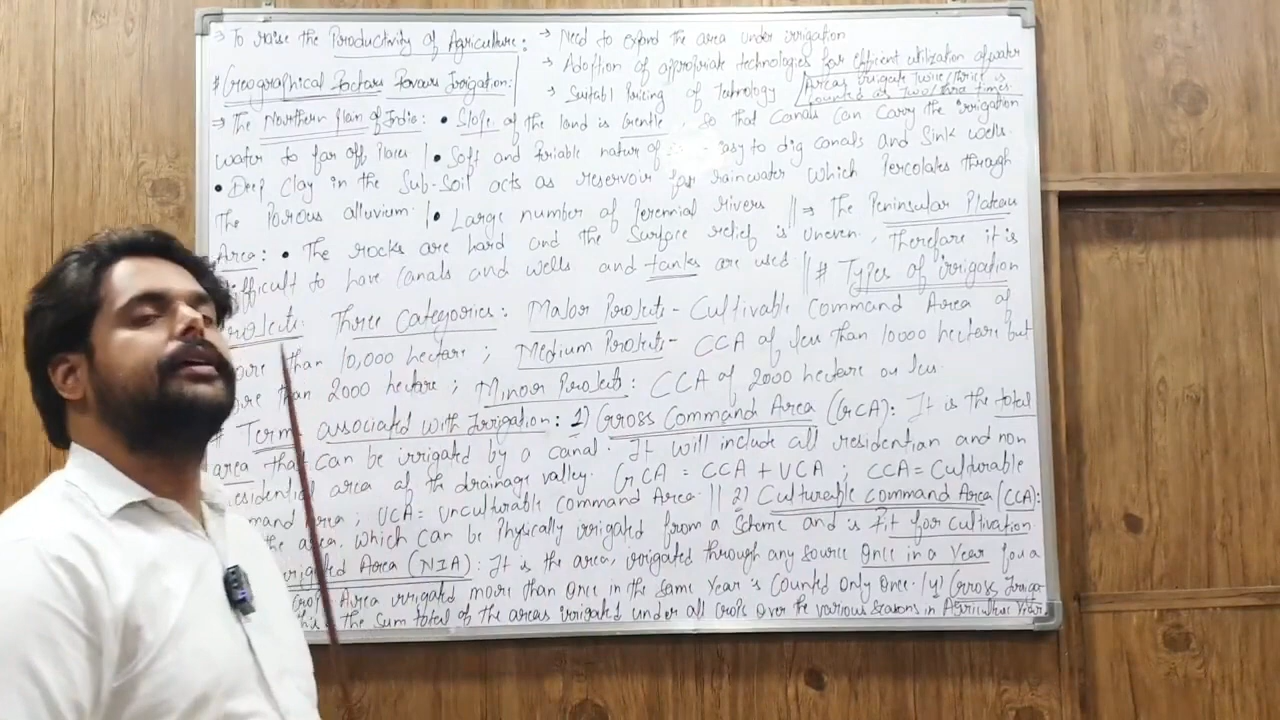 → To raise the Productivity of Agriculture : → Need to expand the area under irrigation
→ Adoption of appropriate technologies for efficient utilization of water
# Geographical Factors Favour Irrigation : → Suitabl Pricing of Technology Areas irrigate Twice/thrice is
counted as two/ times
→ The Northern plan of India : • Slope of the land is Gentle, so that Canals Can Carry the irrigation
water to far off Places | • Soft and friable nature of easy to dig canals and Sink wells.
• Deep Clay in the Sub-Soil acts as reservoir for rainwater Which Percolates through
the Porous alluvium. | • Large number of Perennial rivers || → The Peninsular Plateau
Area : • The rocks are hard and the Surface relief is uneven, therefore it is
difficult to have Canals and wells and tanks are used || # Types of irrigation
Projects : Three Categories : Major Projects - Cultivable Command Area of
more than 10,000 hectare ; Medium Projects - CCA of less than 10000 hectare but
more than 2000 hectare ; Minor Projects : CCA of 2000 hectare or less.
# Terms associated with Irrigation : 1) Gross Command Area (GCA) : It is the total
area that can be irrigated by a canal. It will include all residentian and non
residential area of th drainage valley. GCA = CCA + UCA ; CCA = Culturable
mand Area ; UCA = unculturable command Area. || 2) Culturable Command Area (CCA) :
the area, which can be Physically irrigated from a Scheme and is Fit for cultivation
irrigated Area (NIA) : It is the area, irrigated through any source Once in a Year for a
Crop. Area irrigated more than once in the same Year is Counted only Once. | 4) Gross Irriga
this is the Sum total of the areas irrigated under all crops over the various Seasons in Agriculture Year